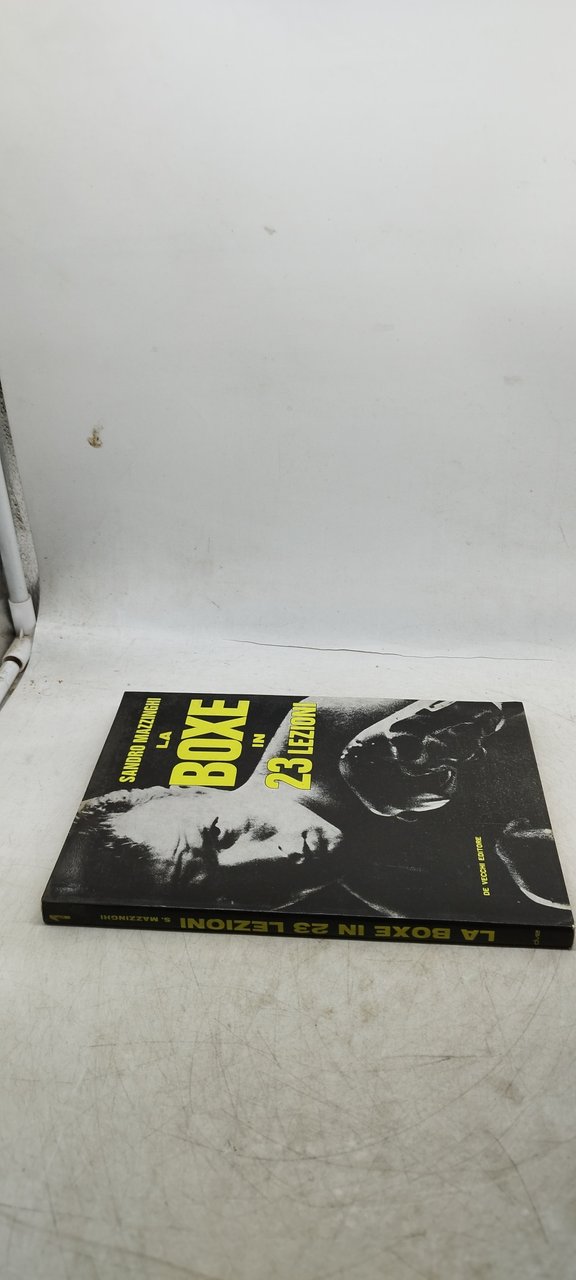 SANDRO MAZZINGHI
LA
BOXE
IN
23 LEZIONI
DE VECCHI EDITORE
S. MAZZINGHI
LA BOXE IN 23 LEZIONI